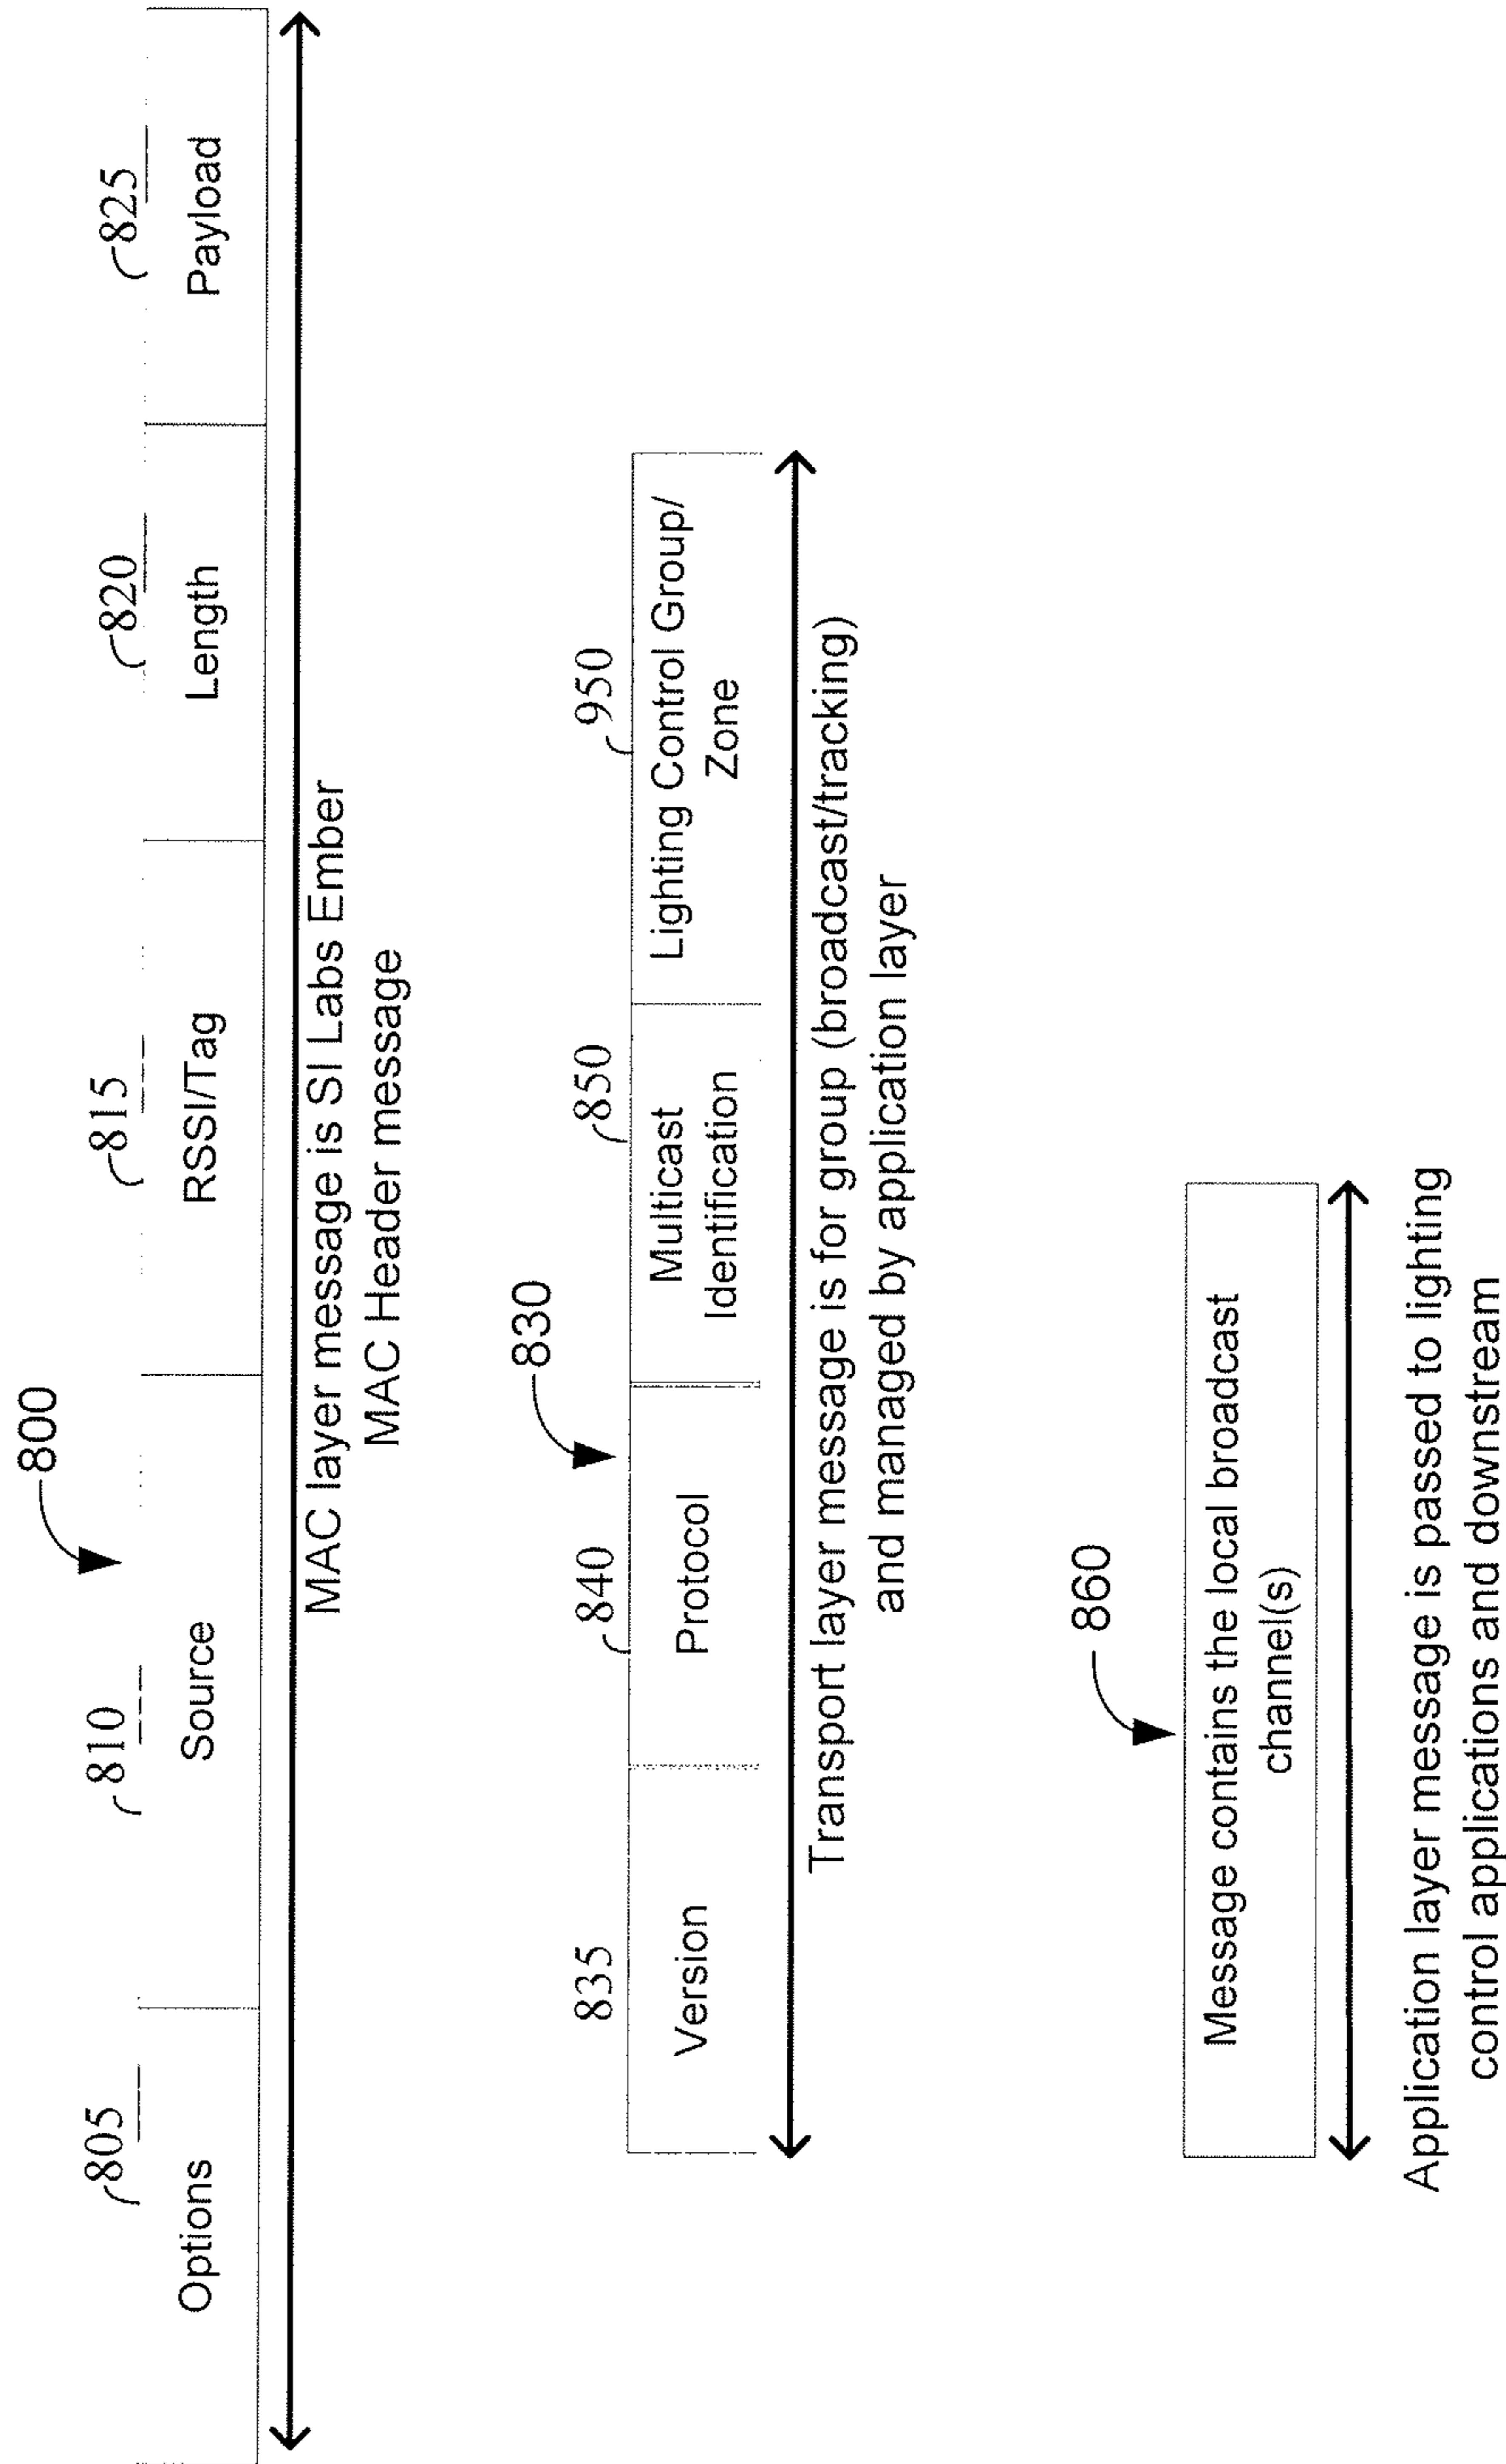 800
805
810
815
820
825
Options
Source
RSSI/Tag
Length
Payload
MAC layer message is SI Labs Ember
MAC Header message
830
835
840
850
950
Version
Protocol
Multicast
Identification
Lighting Control Group/
Zone
Transport layer message is for group (broadcast/tracking)
and managed by application layer
860
Message contains the local broadcast
channel(s)
Application layer message is passed to lighting
control applications and downstream